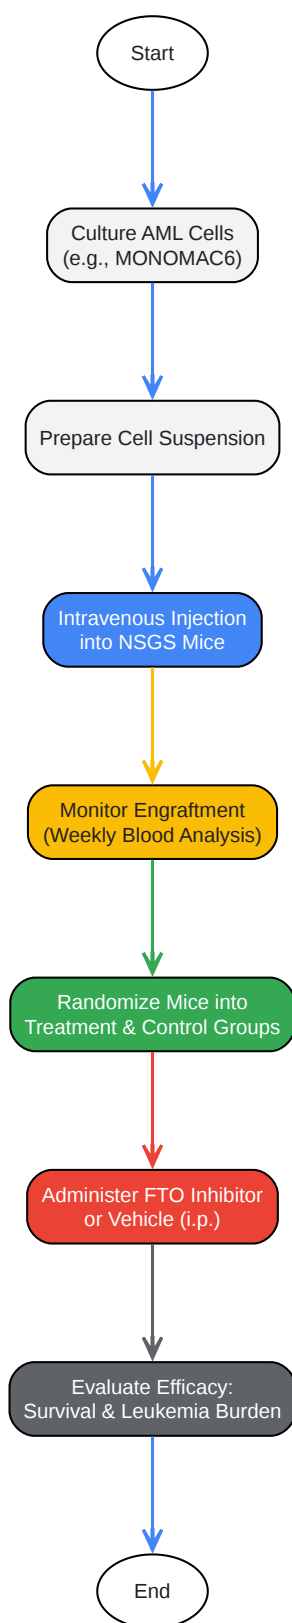 Start
Culture AML Cells
(e.g., MONOMAC6)
Prepare Cell Suspension
Intravenous Injection
into NSGS Mice
Monitor Engraftment
(Weekly Blood Analysis)
Randomize Mice into
Treatment & Control Groups
Administer FTO Inhibitor
or Vehicle (i.p.)
Evaluate Efficacy:
Survival & Leukemia Burden
End